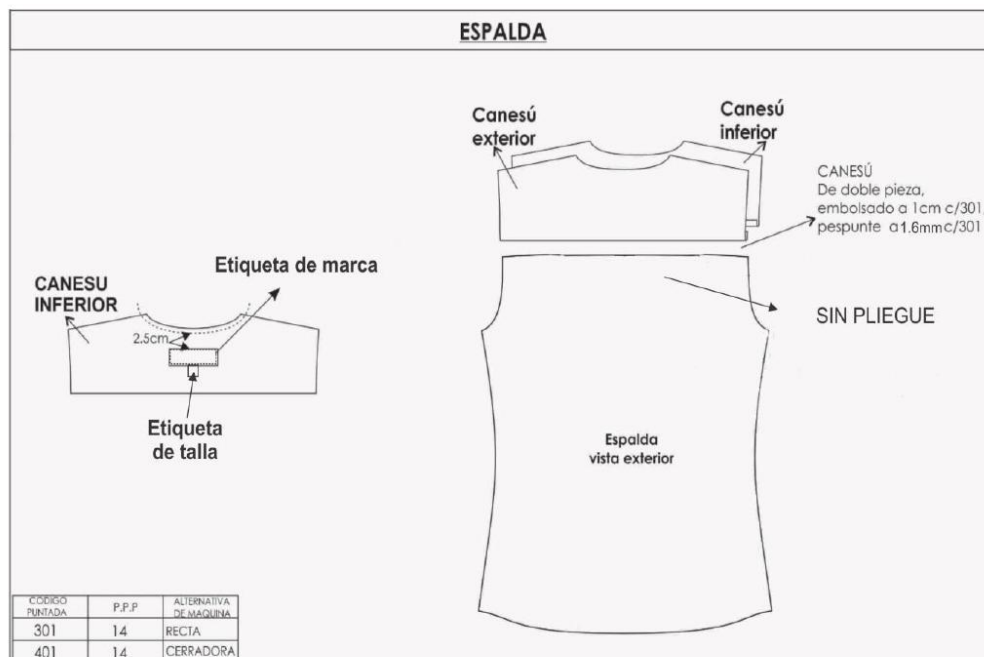 ESPALDA
Canesú
exterior
Canesú
inferior
CANESÚ
De doble pieza,
embolsado a 1cm c/301,
pespunte a1.6mm c/301
Etiqueta de marca
CANESU
INFERIOR
2.5cm
SIN PLIEGUE
Etiqueta
de talla
Espalda
vista exterior
CODIGO PUNTADA P.P.P ALTERNATIVA DE MAQUINA
301 14 RECTA
401 14 CERRADORA